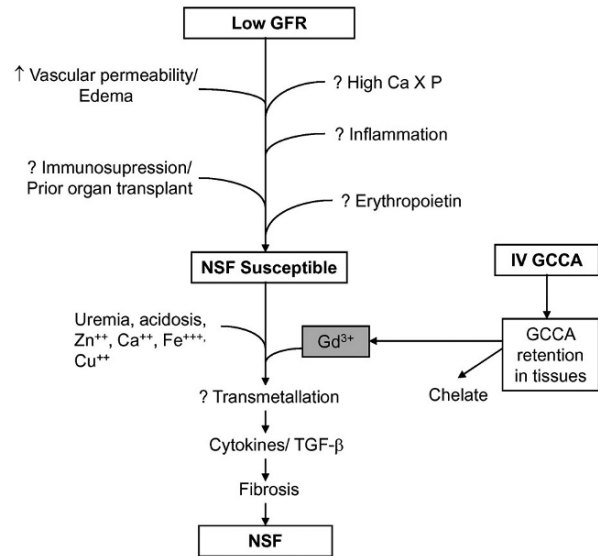 Low GFR
↑ Vascular permeability/
Edema
? High Ca X P
? Inflammation
? Immunosupression/
Prior organ transplant
? Erythropoietin
NSF Susceptible
IV GCCA
Uremia, acidosis,
Zn⁺⁺, Ca⁺⁺, Fe⁺⁺⁺,
Cu⁺⁺
Gd³⁺
GCCA
retention
in tissues
Chelate
? Transmetallation
Cytokines/ TGF-β
Fibrosis
NSF